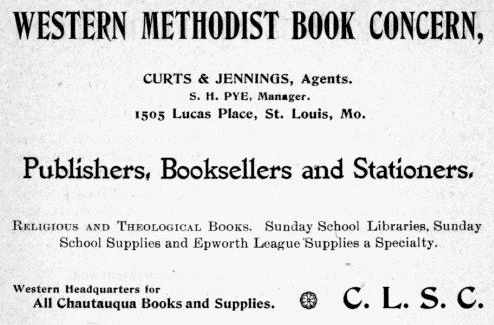 WESTERN METHODIST BOOK CONCERN,
CURTS & JENNINGS, Agents.
S. H. PYE, Manager.
1505 Lucas Place, St. Louis, Mo.
Publishers, Booksellers and Stationers.
RELIGIOUS AND THEOLOGICAL BOOKS. Sunday School Libraries, Sunday
School Supplies and Epworth League Supplies a Specialty.
Western Headquarters for
All Chautauqua Books and Supplies.
C. L. S. C.